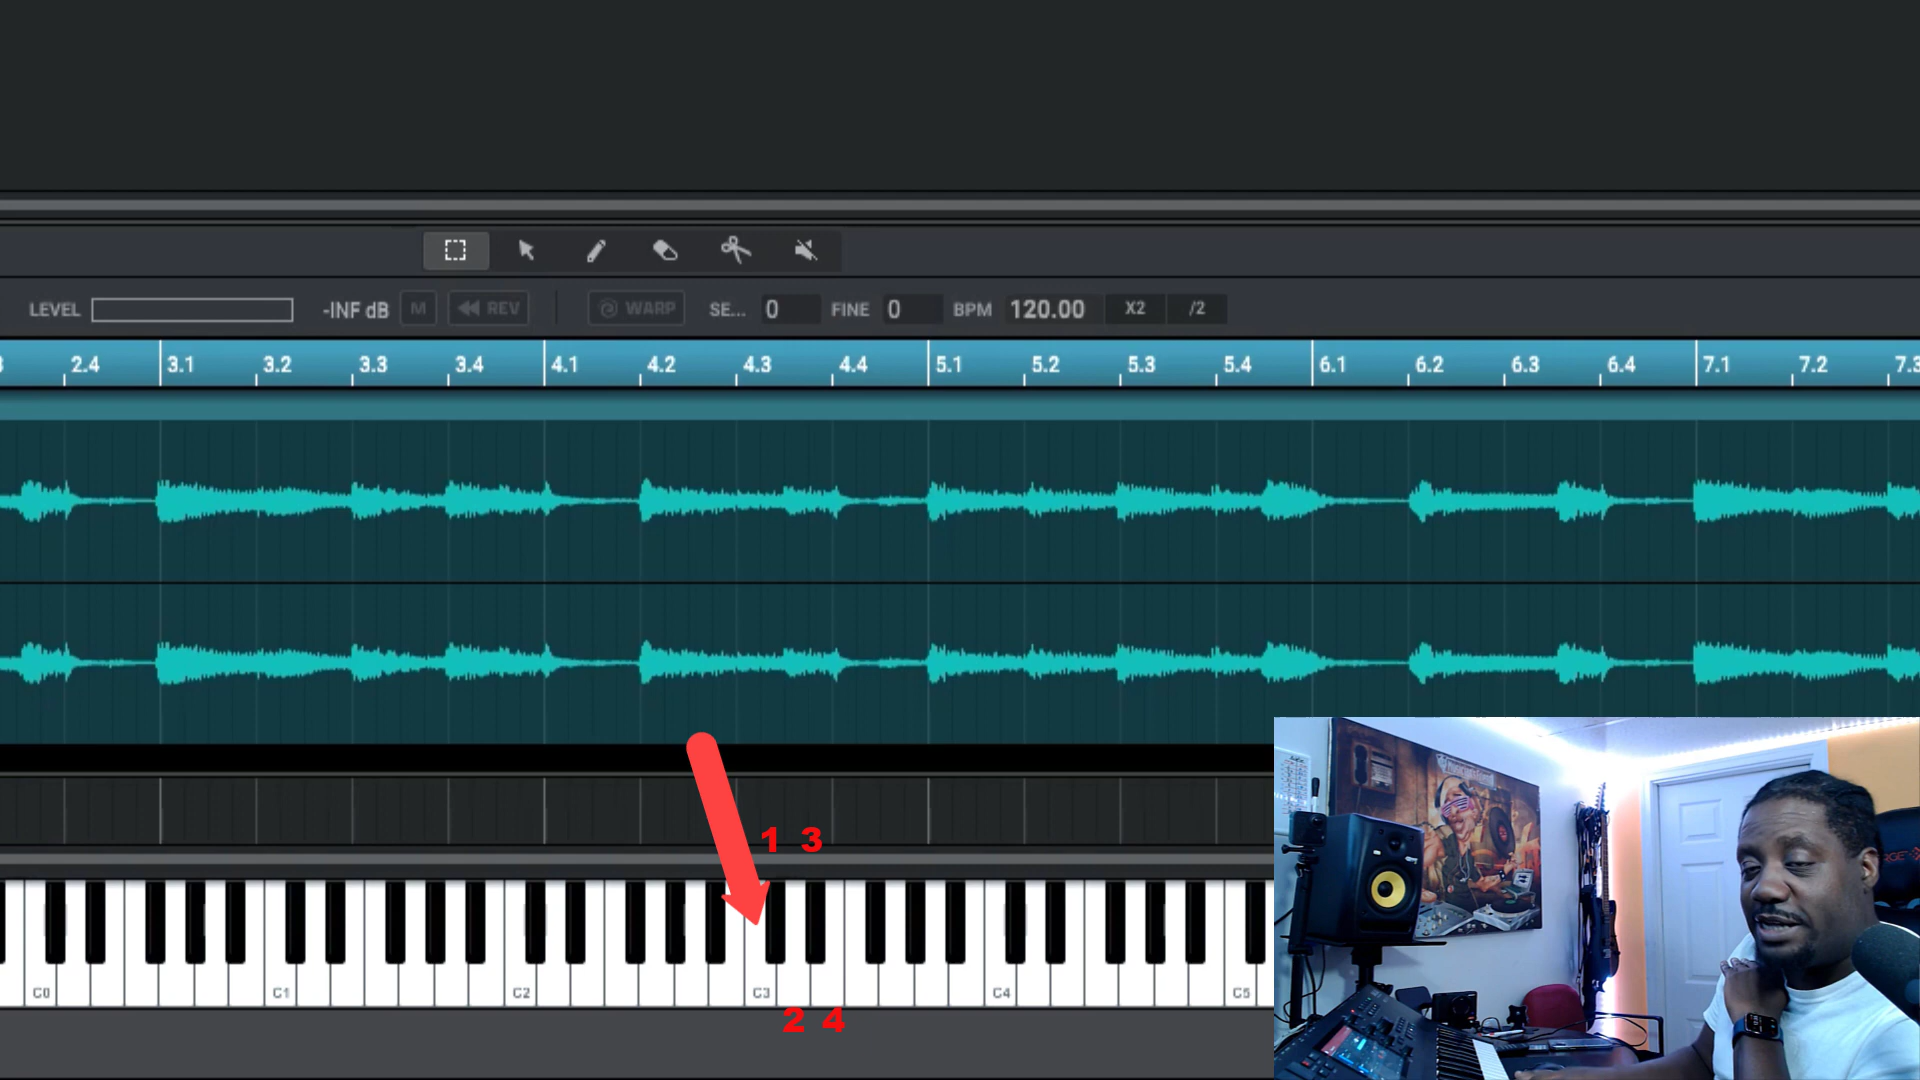 LEVEL -INF dB M REV WARP SE... 0 FINE 0 BPM 120.00 X2 /2
2.4 3.1 3.2 3.3 3.4 4.1 4.2 4.3 4.4 5.1 5.2 5.3 5.4 6.1 6.2 6.3 6.4 7.1 7.2 7.3
1 3
C0 C1 C2 C3 C4 C5
2 4